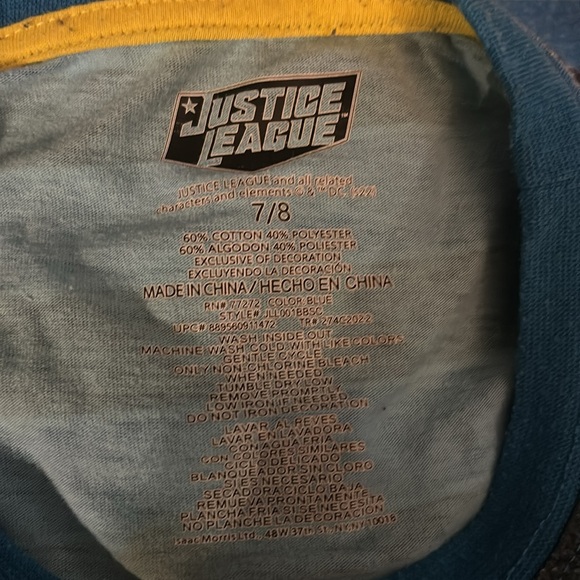 JUSTICE
LEAGUE™
JUSTICE LEAGUE and all related
characters and elements © & ™ DC. s22
7/8
60% COTTON 40% POLYESTER
60% ALGODON 40% POLIESTER
EXCLUSIVE OF DECORATION
EXCLUYENDO LA DECORACIÓN
MADE IN CHINA / HECHO EN CHINA
RN# 77272 COLOR: BLUE
STYLE# JLL001BBSC
UPC# 889560911472 TR# 274C2022
WASH INSIDE OUT
MACHINE WASH COLD WITH LIKE COLORS
GENTLE CYCLE
ONLY NON-CHLORINE BLEACH
WHEN NEEDED
TUMBLE DRY LOW
REMOVE PROMPTLY
LOW IRON IF NEEDED
DO NOT IRON DECORATION
LAVAR AL REVES
LAVAR EN LAVADORA
CON AGUA FRIA
CON COLORES SIMILARES
CICLO DELICADO
BLANQUEADOR SIN CLORO
SI ES NECESARIO
SECADORA CICLO BAJA
REMUEVA PRONTAMENTE
PLANCHA FRIA SI SE NECESITA
NO PLANCHE LA DECORACIÓN
Isaac Morris Ltd., 48 W 37th St., NY, NY 10018